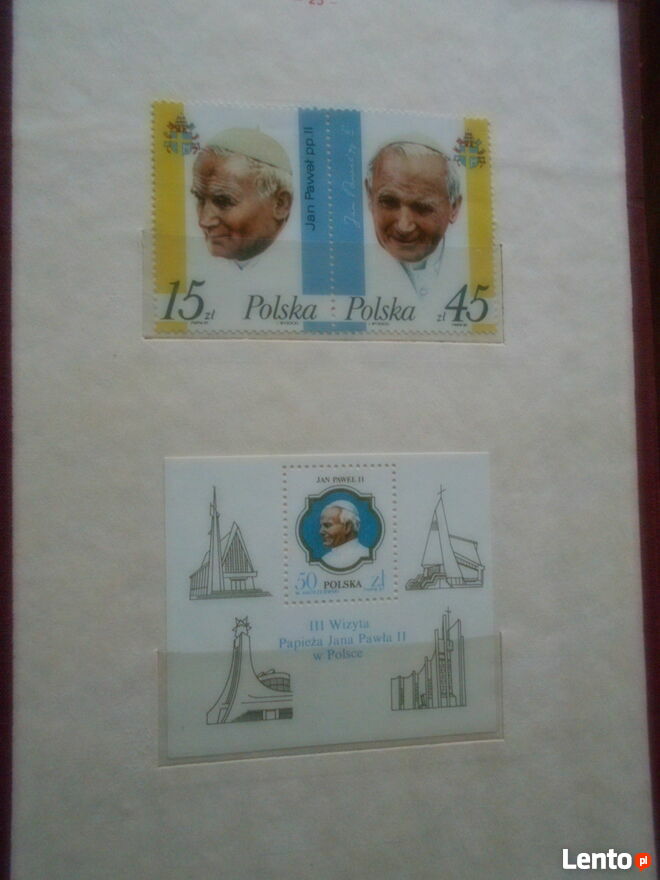 - 23 -
Jan Paweł pp.II
15 zł
Polska
Polska
zł 45
JAN PAWEŁ II
50 POLSKA zł
III Wizyta
Papieża Jana Pawła II
w Polsce
Lento.pl